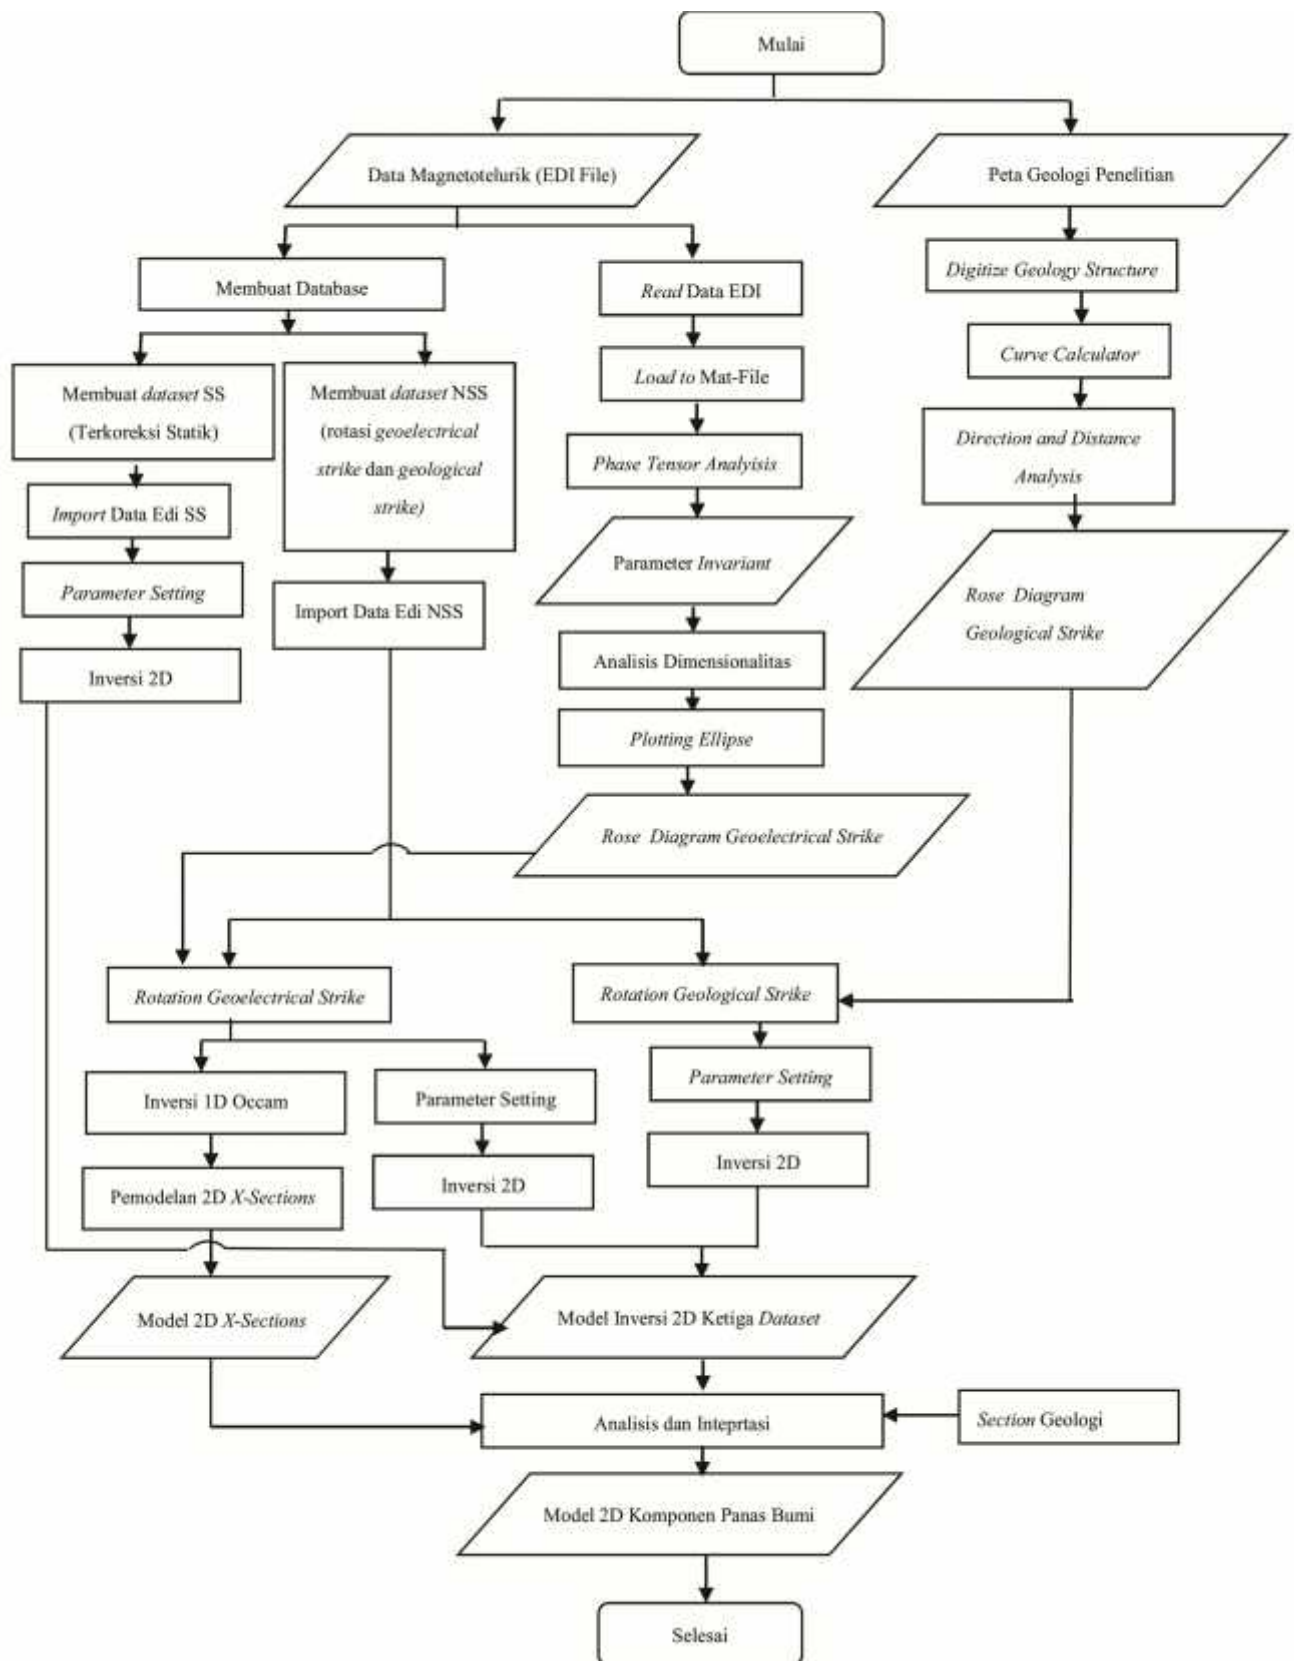 Mulai
Data Magnetotelurik (EDI File)
Peta Geologi Penelitian
Membuat Database
Read Data EDI
Digitize Geology Structure
Membuat dataset SS
(Terkoreksi Statik)
Membuat dataset NSS
(rotasi geoelectrical
strike dan geological
strike)
Load to Mat-File
Curve Calculator
Import Data Edi SS
Phase Tensor Analyisis
Direction and Distance
Analysis
Parameter Setting
Import Data Edi NSS
Parameter Invariant
Rose Diagram
Geological Strike
Inversi 2D
Analisis Dimensionalitas
Plotting Ellipse
Rose Diagram Geoelectrical Strike
Rotation Geoelectrical Strike
Rotation Geological Strike
Inversi 1D Occam
Parameter Setting
Parameter Setting
Pemodelan 2D X-Sections
Inversi 2D
Inversi 2D
Model 2D X-Sections
Model Inversi 2D Ketiga Dataset
Analisis dan Inteprtasi
Section Geologi
Model 2D Komponen Panas Bumi
Selesai